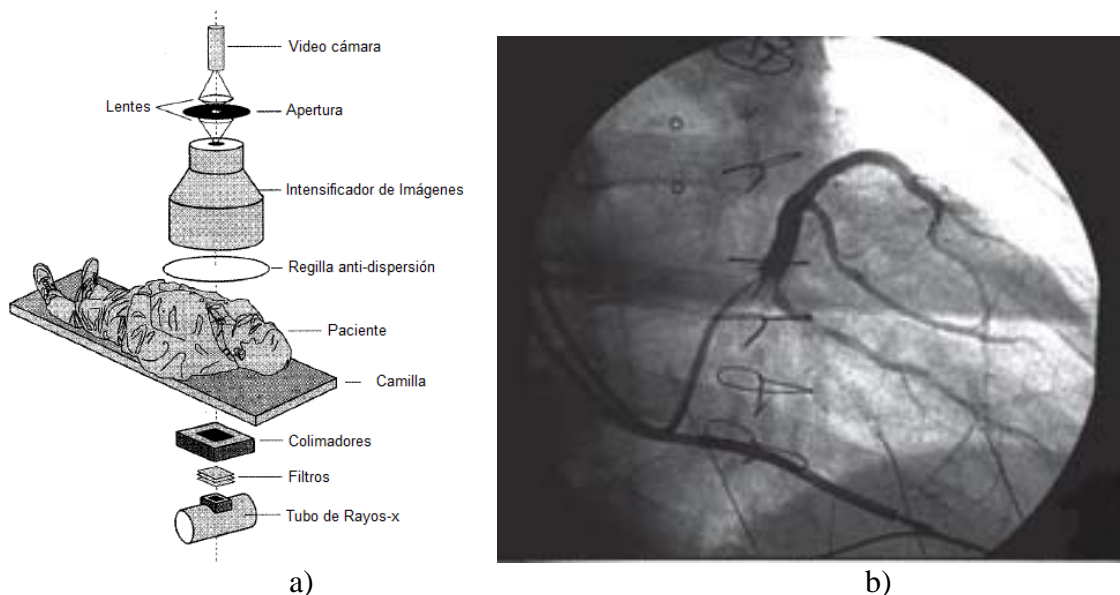 Video cámara
Lentes
Apertura
Intensificador de Imágenes
Regilla anti-dispersión
Paciente
Camilla
Colimadores
Filtros
Tubo de Rayos-x
a)
b)